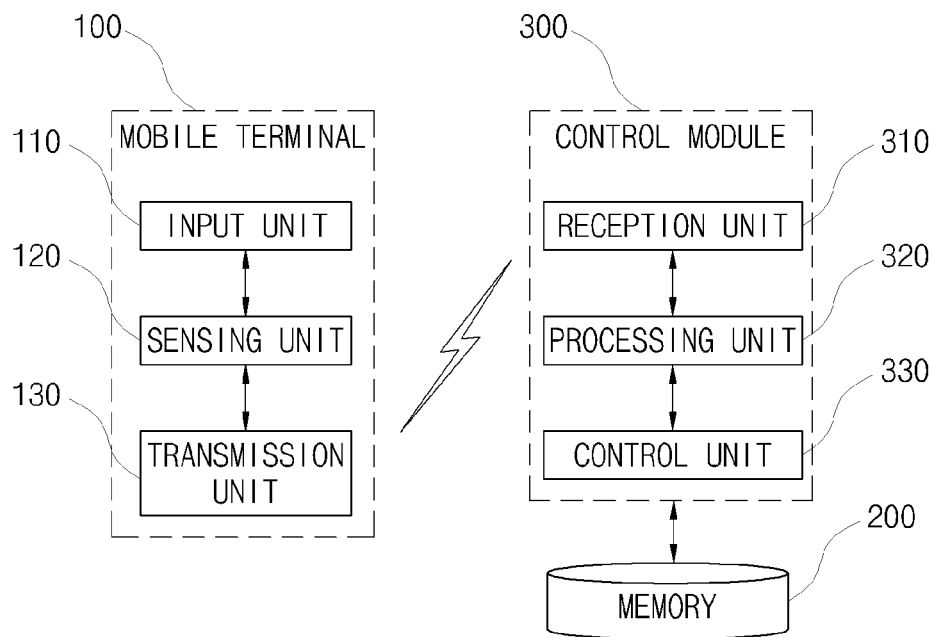 100
300
MOBILE TERMINAL
110
INPUT UNIT
120
SENSING UNIT
130
TRANSMISSION
UNIT
CONTROL MODULE
310
RECEPTION UNIT
320
PROCESSING UNIT
330
CONTROL UNIT
200
MEMORY